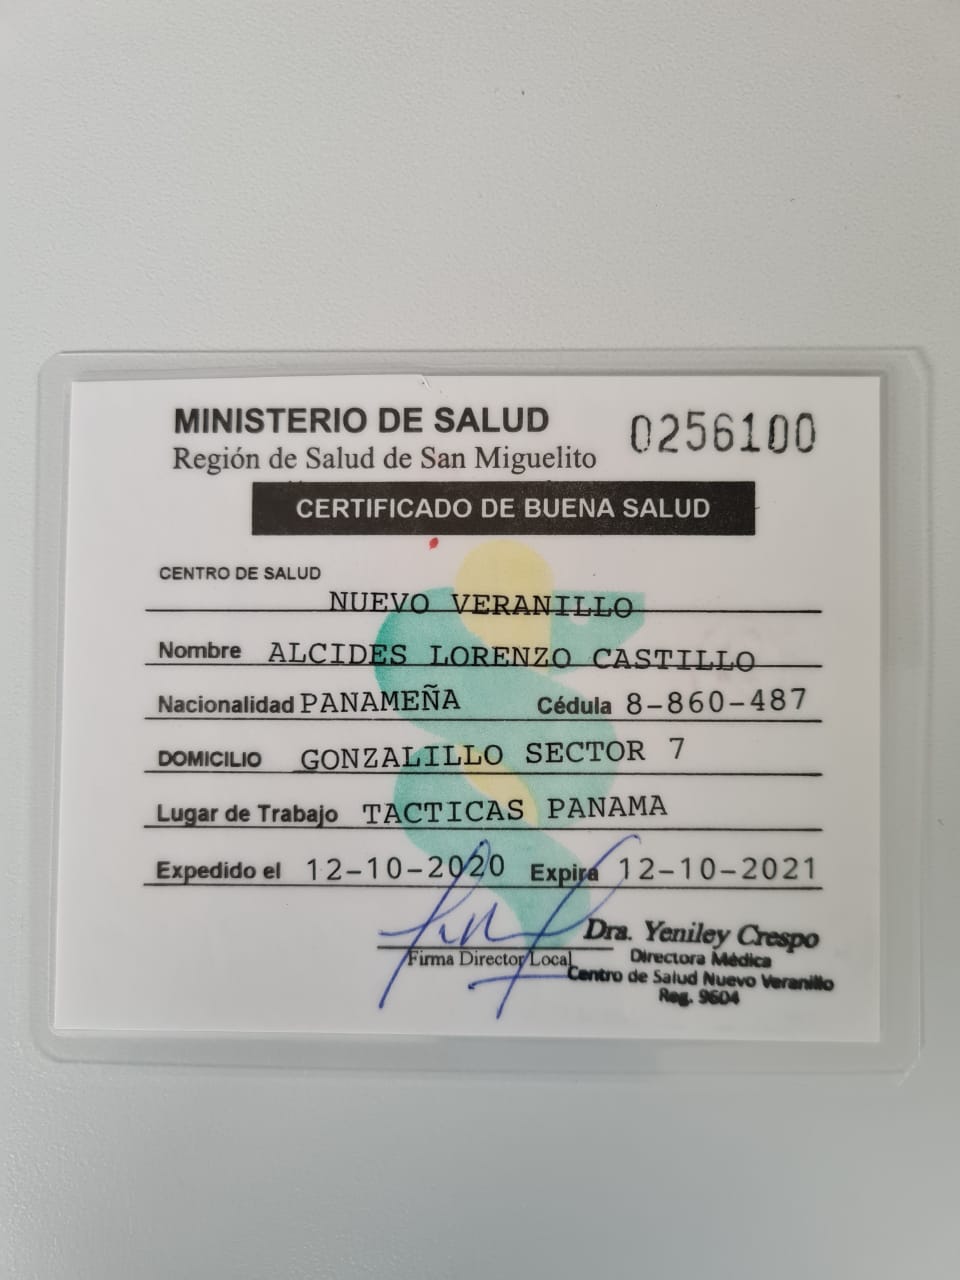 MINISTERIO DE SALUD
0256100
Región de Salud de San Miguelito
CERTIFICADO DE BUENA SALUD
CENTRO DE SALUD
NUEVO VERANILLO
Nombre ALCIDES LORENZO CASTILLO
Nacionalidad PANAMEÑA Cédula 8-860-487
DOMICILIO GONZALILLO SECTOR 7
Lugar de Trabajo TACTICAS PANAMA
Expedido el 12-10-2020 Expira 12-10-2021
Firma Director Local
Dra. Yeniley Crespo
Directora Médica
Centro de Salud Nuevo Veranillo
Reg. 9604